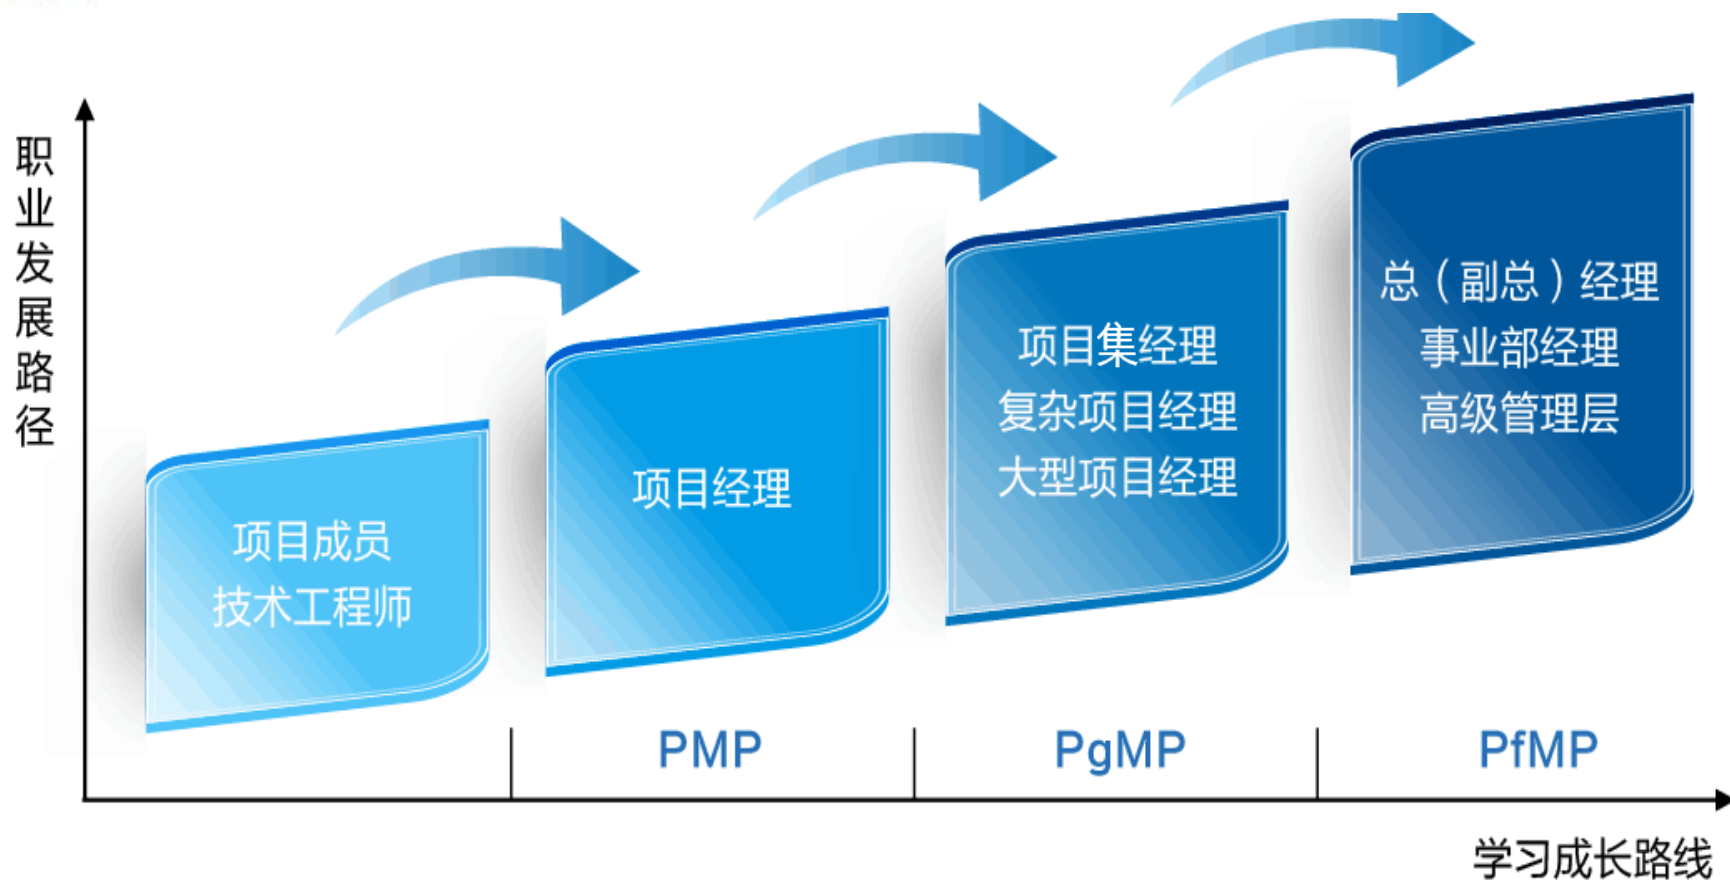 职业发展路径
项目成员
技术工程师
项目经理
项目集经理
复杂项目经理
大型项目经理
总（副总）经理
事业部经理
高级管理层
PMP
PgMP
PfMP
学习成长路线